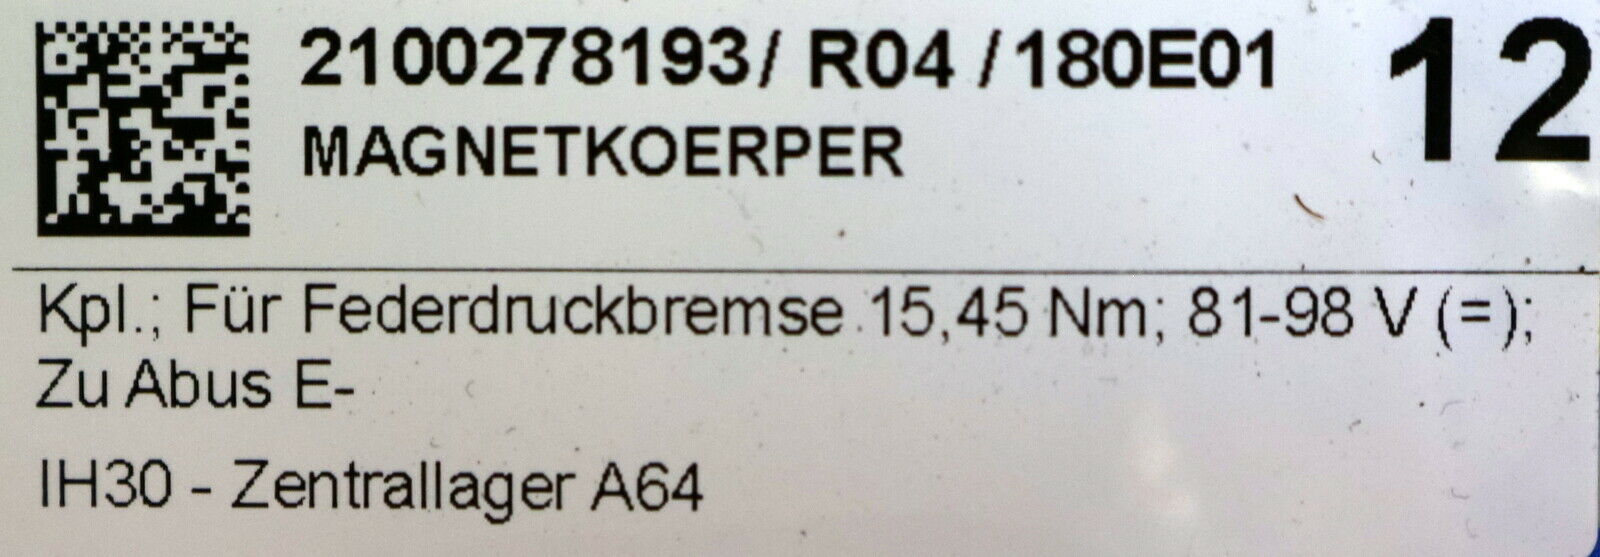 2100278193/ R04 /180E01 12
MAGNETKOERPER
Kpl.; Für Federdruckbremse 15,45 Nm; 81-98 V (=);
Zu Abus E-
IH30 - Zentrallager A64